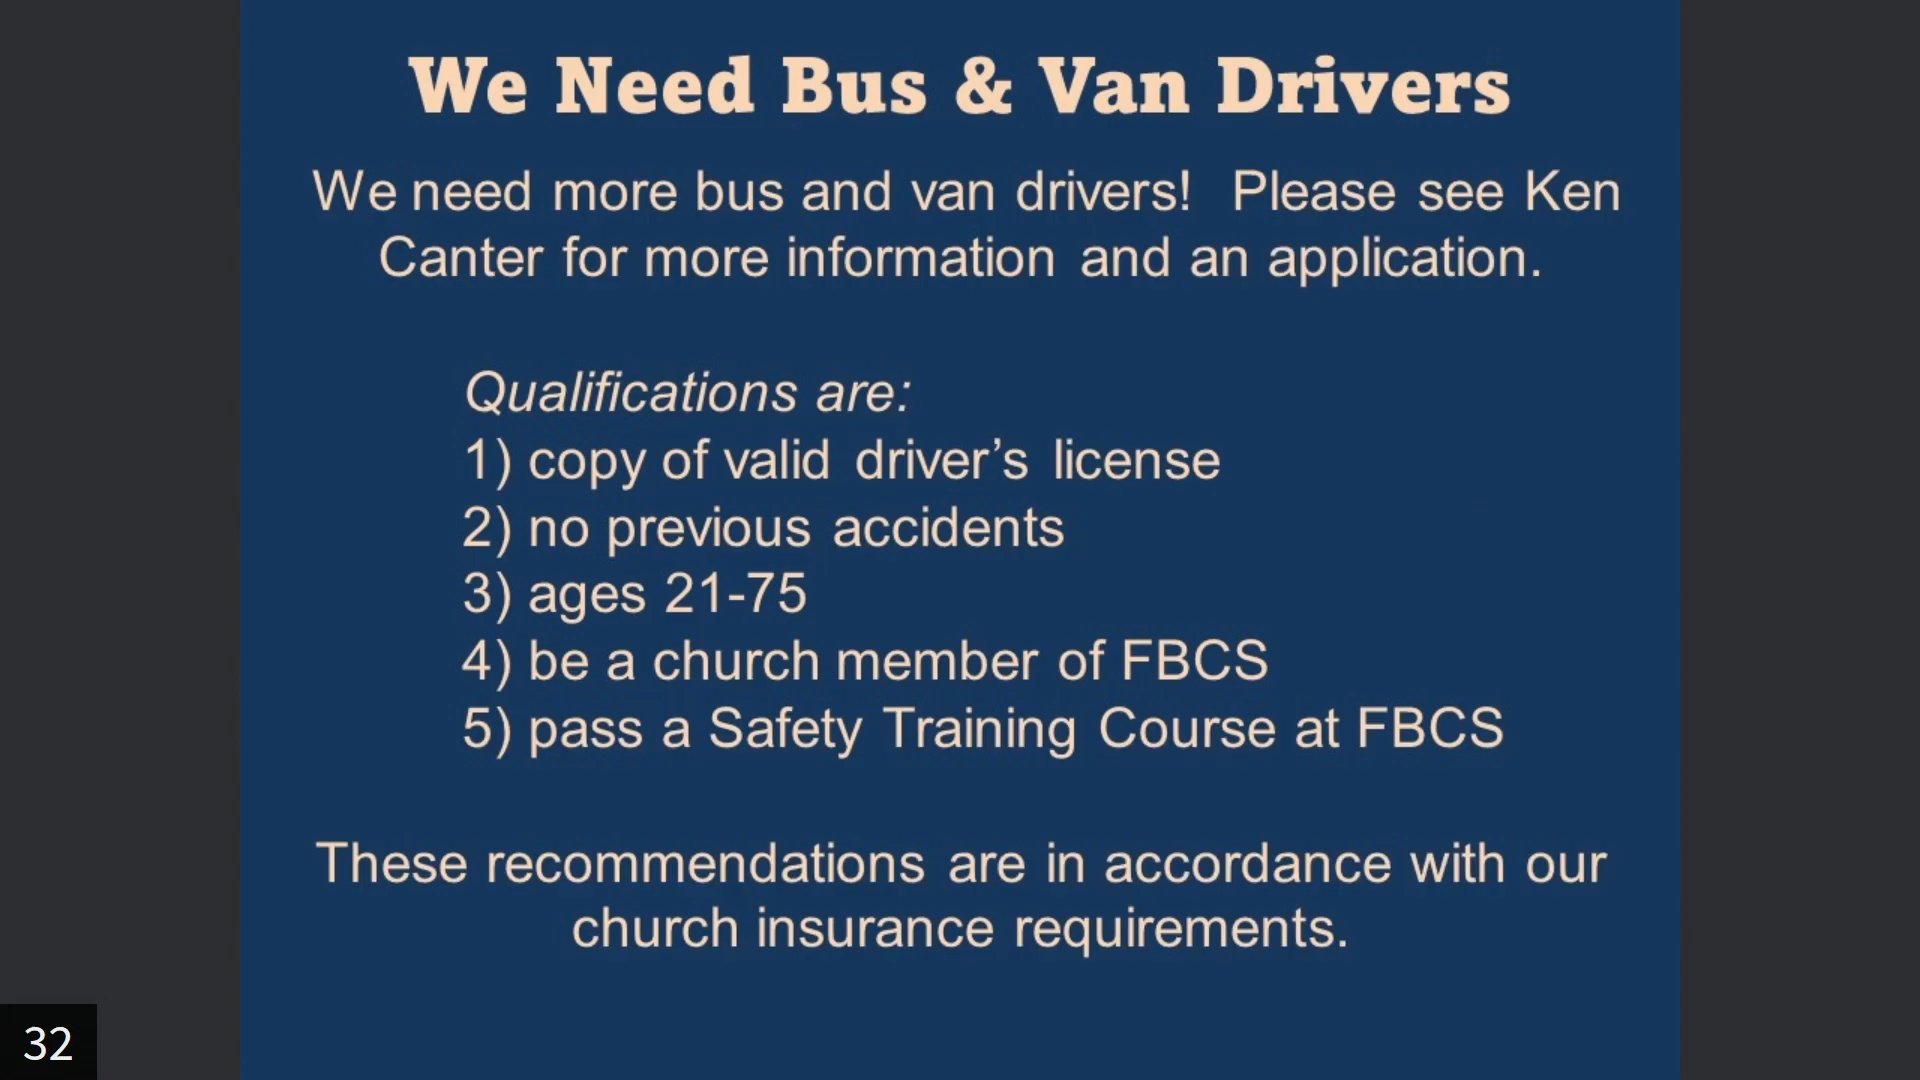 We Need Bus & Van Drivers
We need more bus and van drivers! Please see Ken
Canter for more information and an application.
Qualifications are:
1) copy of valid driver’s license
2) no previous accidents
3) ages 21-75
4) be a church member of FBCS
5) pass a Safety Training Course at FBCS
These recommendations are in accordance with our
church insurance requirements.
32